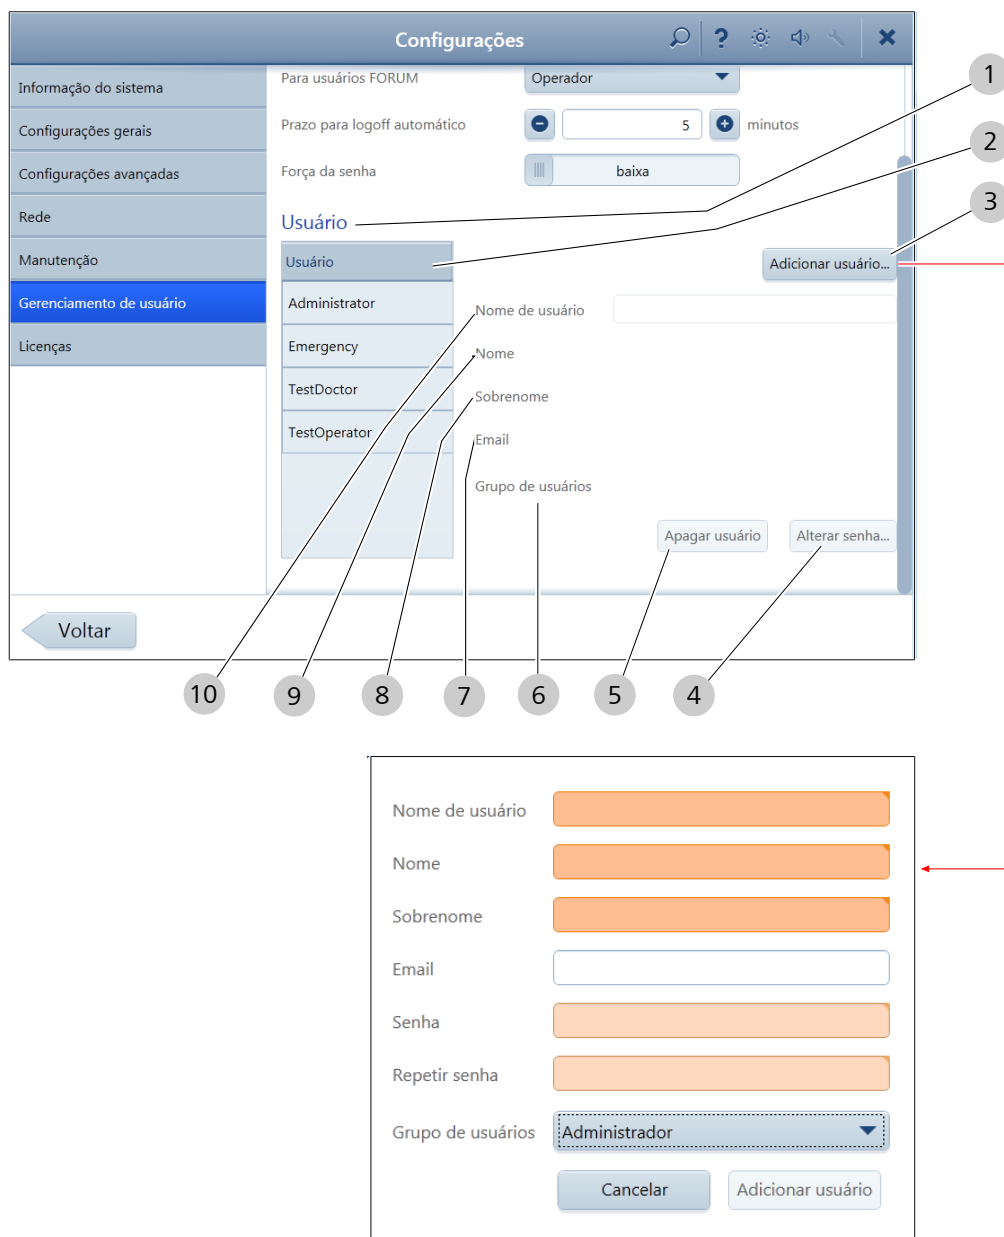 Configurações
?
Informação do sistema
Configurações gerais
Configurações avançadas
Rede
Manutenção
Gerenciamento de usuário
Licenças
Para usuários FORUM
Operador
Prazo para logoff automático
5
minutos
Força da senha
baixa
Usuário
Usuário
Administrator
Emergency
TestDoctor
TestOperator
Adicionar usuário...
Nome de usuário
Nome
Sobrenome
Email
Grupo de usuários
Apagar usuário
Alterar senha...
Voltar
1
2
3
10
9
8
7
6
5
4
Nome de usuário
Nome
Sobrenome
Email
Senha
Repetir senha
Grupo de usuários
Administrador
Cancelar
Adicionar usuário